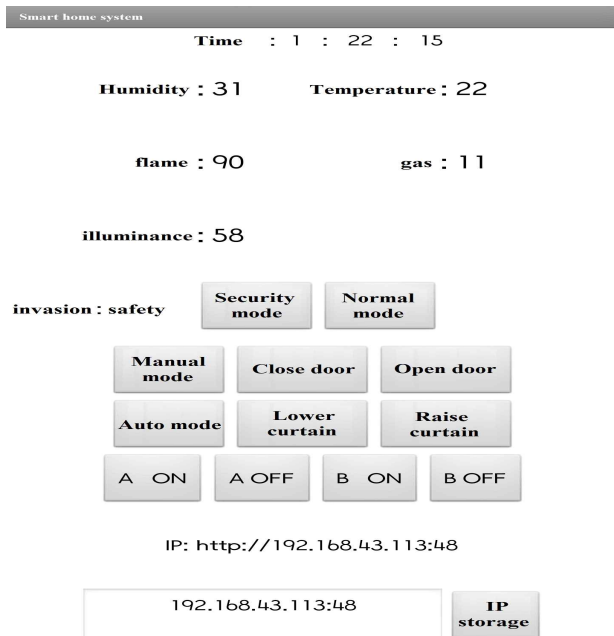 Smart home system
Time : 1 : 22 : 15
Humidity : 31 Temperature : 22
flame : 90 gas : 11
illuminance : 58
invasion : safety
Security mode
Normal mode
Manual mode
Close door
Open door
Auto mode
Lower curtain
Raise curtain
A ON A OFF B ON B OFF
IP: http://192.168.43.113:48
192.168.43.113:48
IP storage